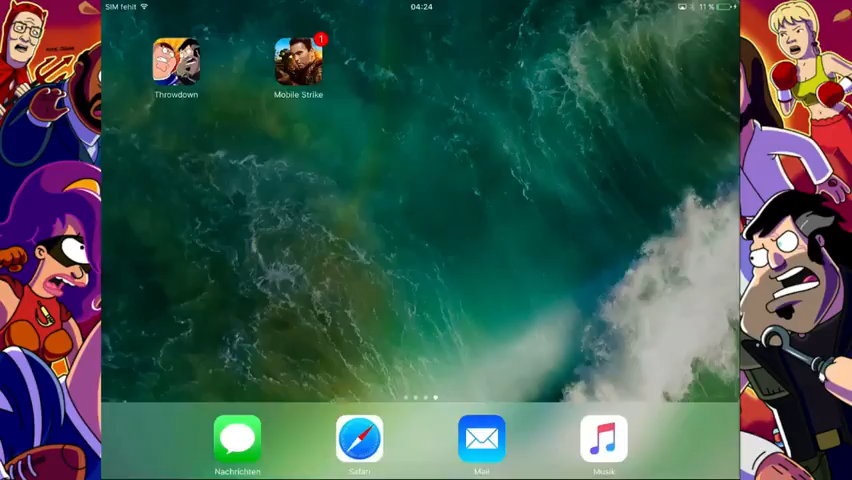 SIM fehlt
04:24
11 %
1
Throwdown
Mobile Strike
Nachrichten
Safari
Mail
Musik